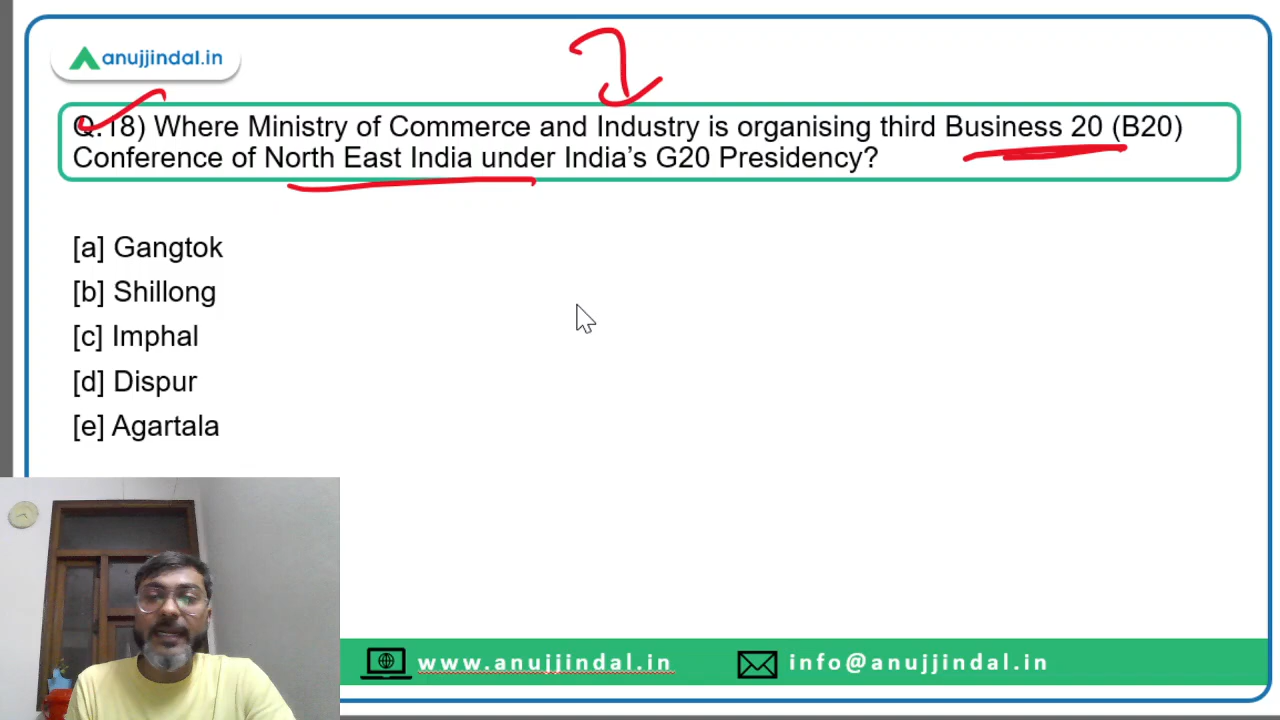 anujjindal.in
Q.18) Where Ministry of Commerce and Industry is organising third Business 20 (B20)
Conference of North East India under India’s G20 Presidency?
[a] Gangtok
[b] Shillong
[c] Imphal
[d] Dispur
[e] Agartala
www.anujjindal.in
info@anujjindal.in